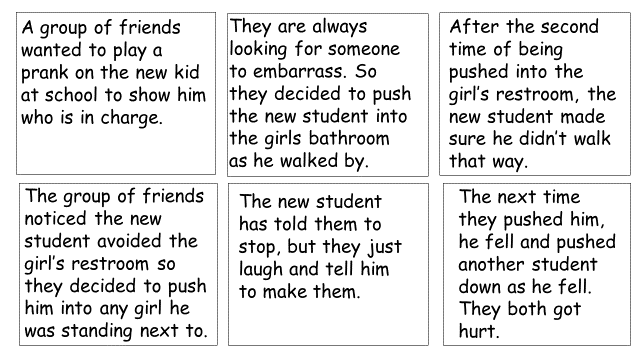 A group of friends
wanted to play a
prank on the new kid
at school to show him
who is in charge.
They are always
looking for someone
to embarrass. So
they decided to push
the new student into
the girls bathroom
as he walked by.
After the second
time of being
pushed into the
girl's restroom, the
new student made
sure he didn't walk
that way.
The group of friends
noticed the new
student avoided the
girl's restroom so
they decided to push
him into any girl he
was standing next to.
The new student
has told them to
stop, but they just
laugh and tell him
to make them.
The next time
they pushed him,
he fell and pushed
another student
down as he fell.
They both got
hurt.